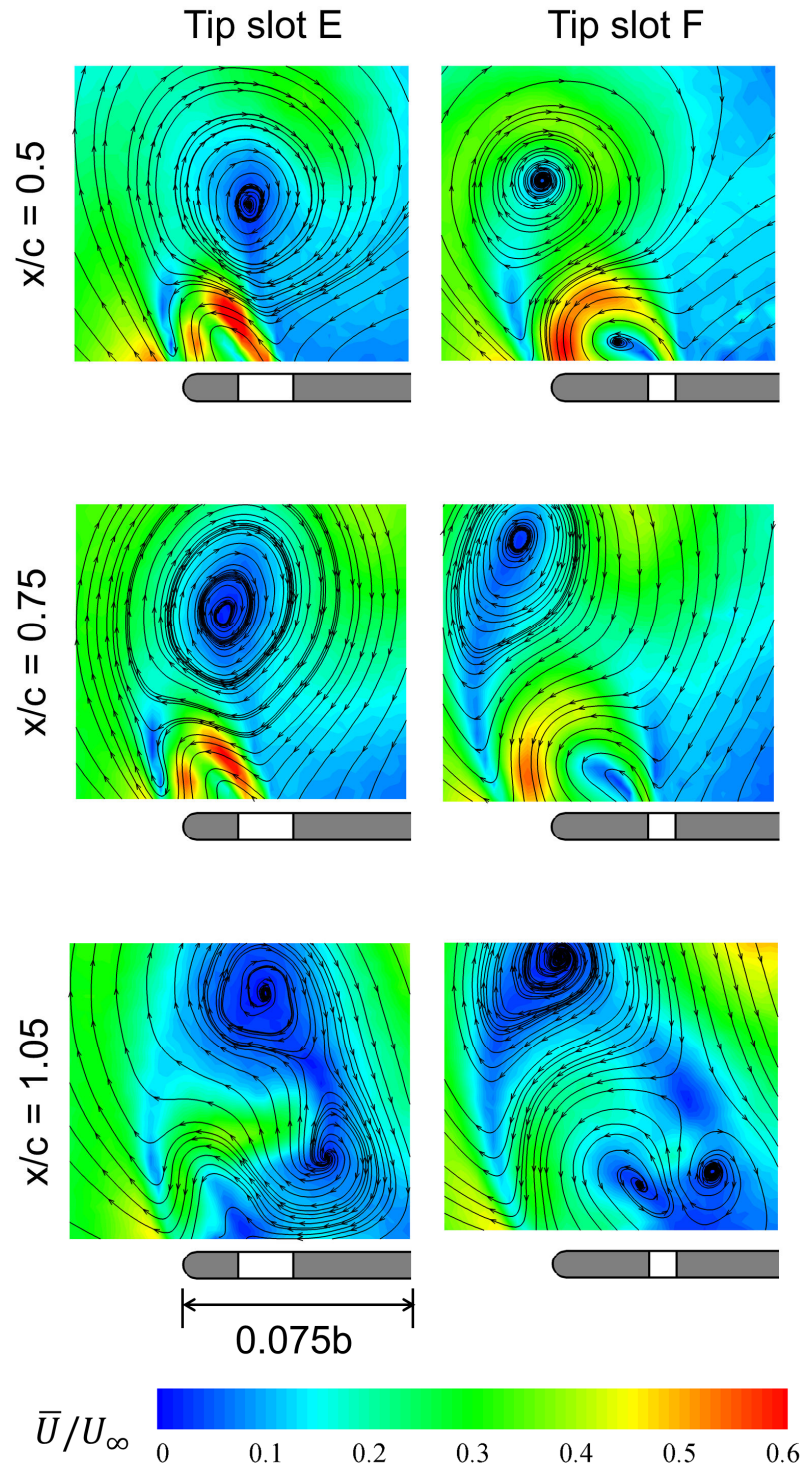 Tip slot E Tip slot F
x/c = 0.5
x/c = 0.75
x/c = 1.05
0.075b
U̅/U∞ 0 0.1 0.2 0.3 0.4 0.5 0.6